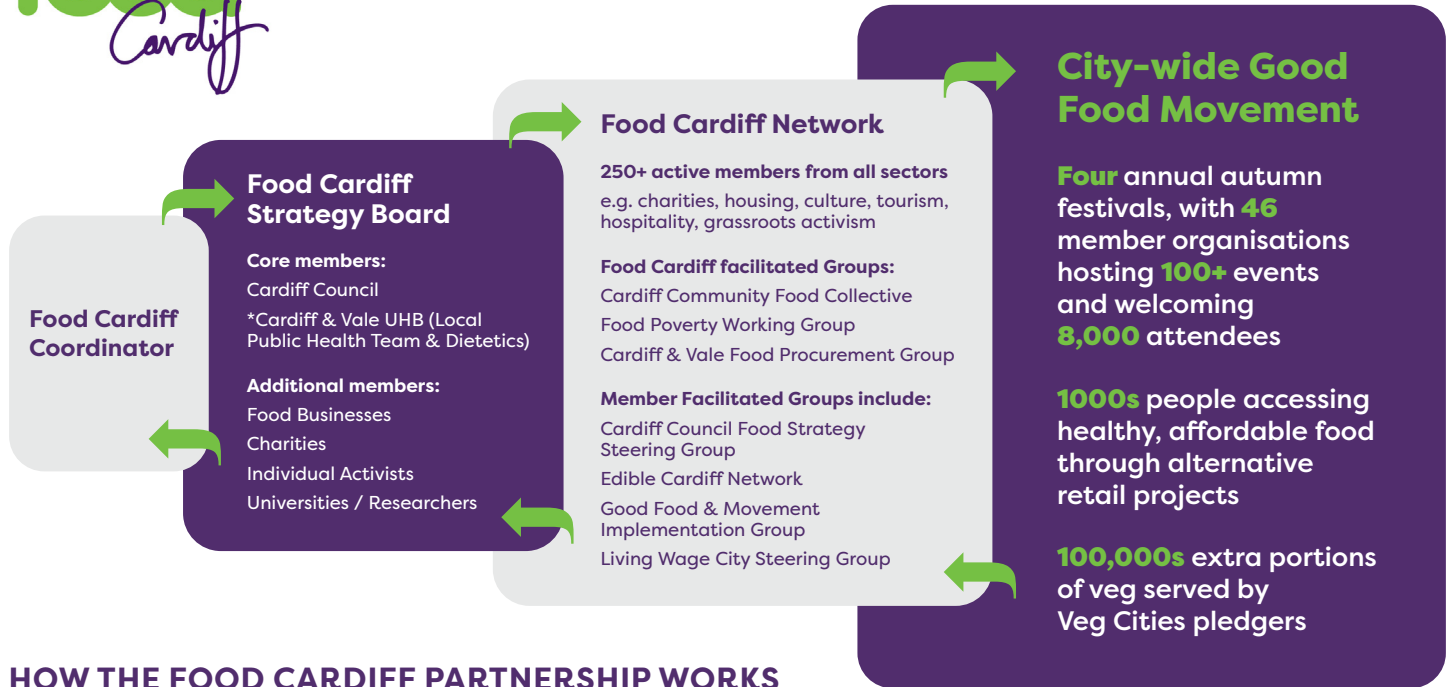 Cardiff
Food Cardiff
Coordinator
Food Cardiff
Strategy Board
Core members:
Cardiff Council
*Cardiff & Vale UHB (Local
Public Health Team & Dietetics)
Additional members:
Food Businesses
Charities
Individual Activists
Universities / Researchers
Food Cardiff Network
250+ active members from all sectors
e.g. charities, housing, culture, tourism,
hospitality, grassroots activism
Food Cardiff facilitated Groups:
Cardiff Community Food Collective
Food Poverty Working Group
Cardiff & Vale Food Procurement Group
Member Facilitated Groups include:
Cardiff Council Food Strategy
Steering Group
Edible Cardiff Network
Good Food & Movement
Implementation Group
Living Wage City Steering Group
City-wide Good
Food Movement
Four annual autumn
festivals, with 46
member organisations
hosting 100+ events
and welcoming
8,000 attendees
1000s people accessing
healthy, affordable food
through alternative
retail projects
100,000s extra portions
of veg served by
Veg Cities pledgers
HOW THE FOOD CARDIFF PARTNERSHIP WORKS